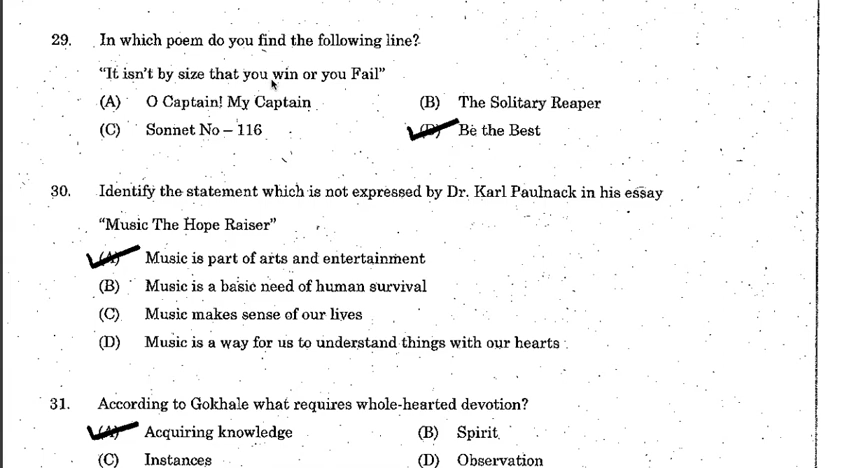 29. In which poem do you find the following line?
"It isn't by size that you win or you Fail"
(A) O Captain! My Captain (B) The Solitary Reaper
(C) Sonnet No – 116 (D) Be the Best
30. Identify the statement which is not expressed by Dr. Karl Paulnack in his essay
"Music The Hope Raiser"
(A) Music is part of arts and entertainment
(B) Music is a basic need of human survival
(C) Music makes sense of our lives
(D) Music is a way for us to understand things with our hearts
31. According to Gokhale what requires whole-hearted devotion?
(A) Acquiring knowledge (B) Spirit
(C) Instances (D) Observation